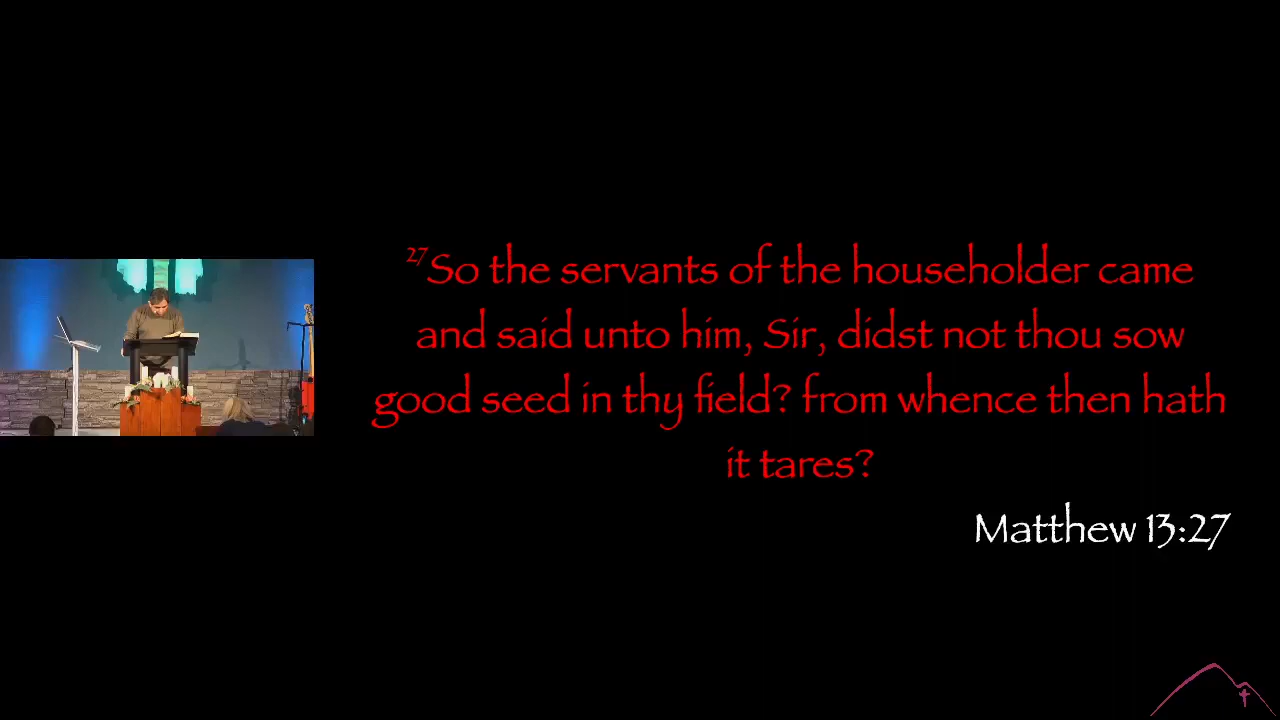 27So the servants of the householder came
and said unto him, Sir, didst not thou sow
good seed in thy field? from whence then hath
it tares?
Matthew 13:27